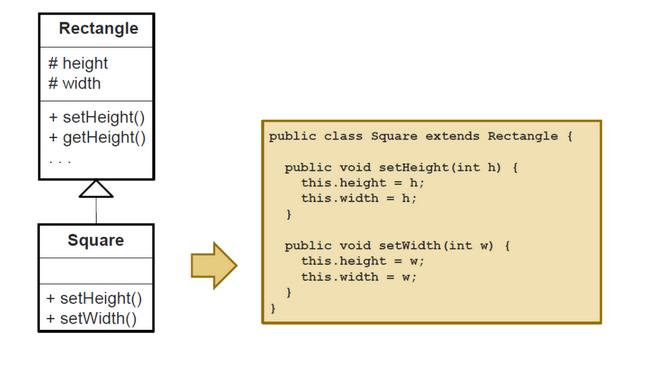 Rectangle
# height
# width
+ setHeight()
+ getHeight()
. . .
Square
+ setHeight()
+ setWidth()
public class Square extends Rectangle {
public void setHeight(int h) {
this.height = h;
this.width = h;
}
public void setWidth(int w) {
this.height = w;
this.width = w;
}
}